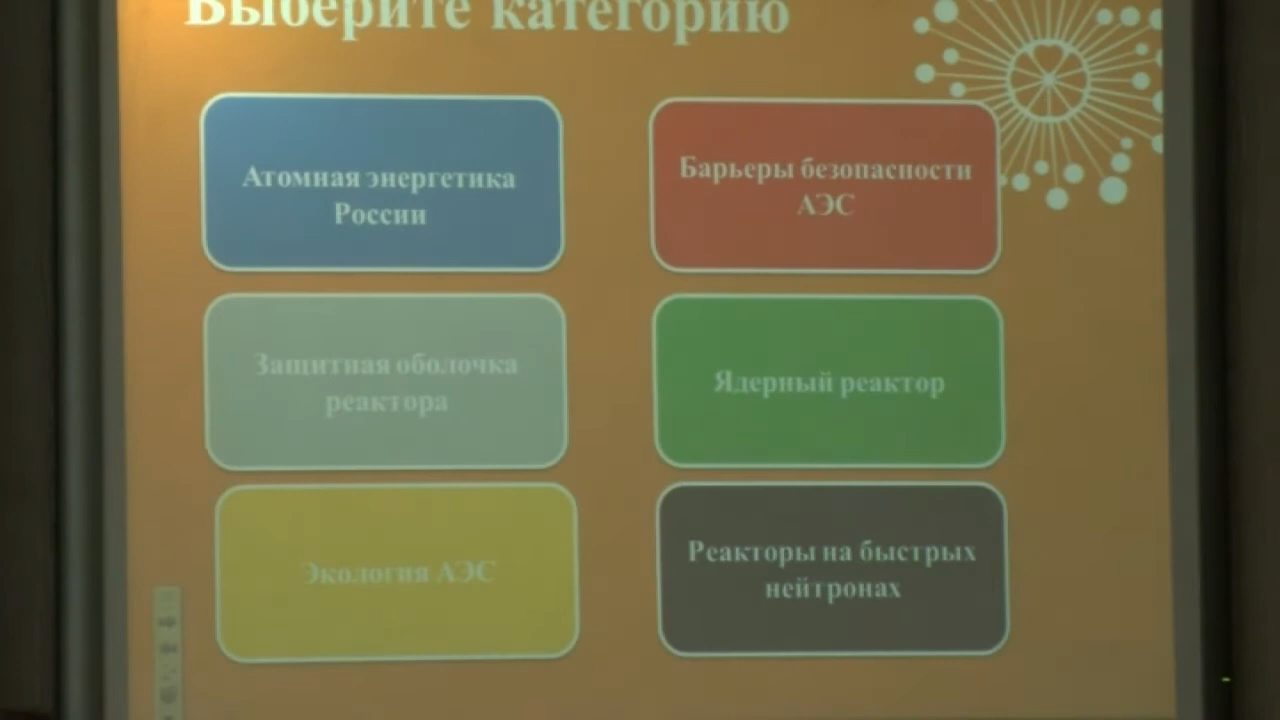 Выберите категорию
Атомная энергетика
России
Барьеры безопасности
АЭС
Защитная оболочка
реактора
Ядерный реактор
Экология АЭС
Реакторы на быстрых
нейтронах